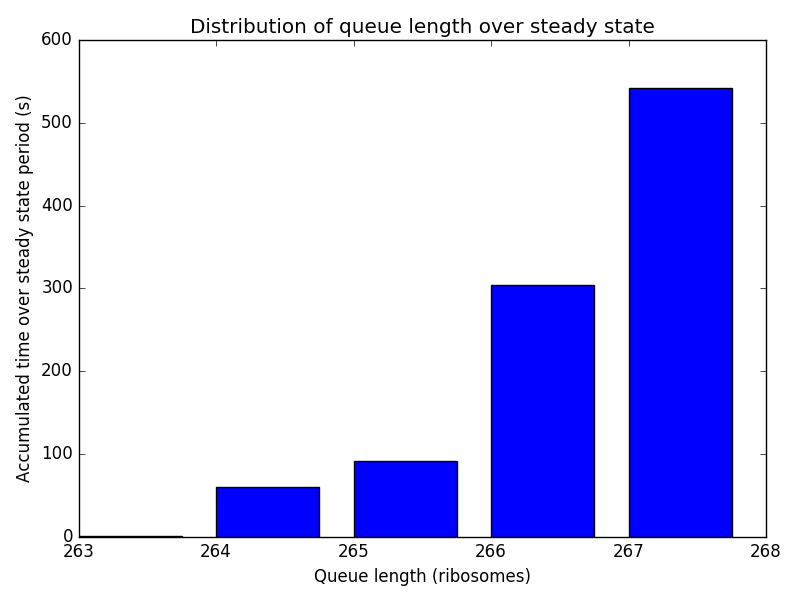 Distribution of queue length over steady state
Accumulated time over steady state period (s)
600
500
400
300
200
100
0
263 264 265 266 267 268
Queue length (ribosomes)